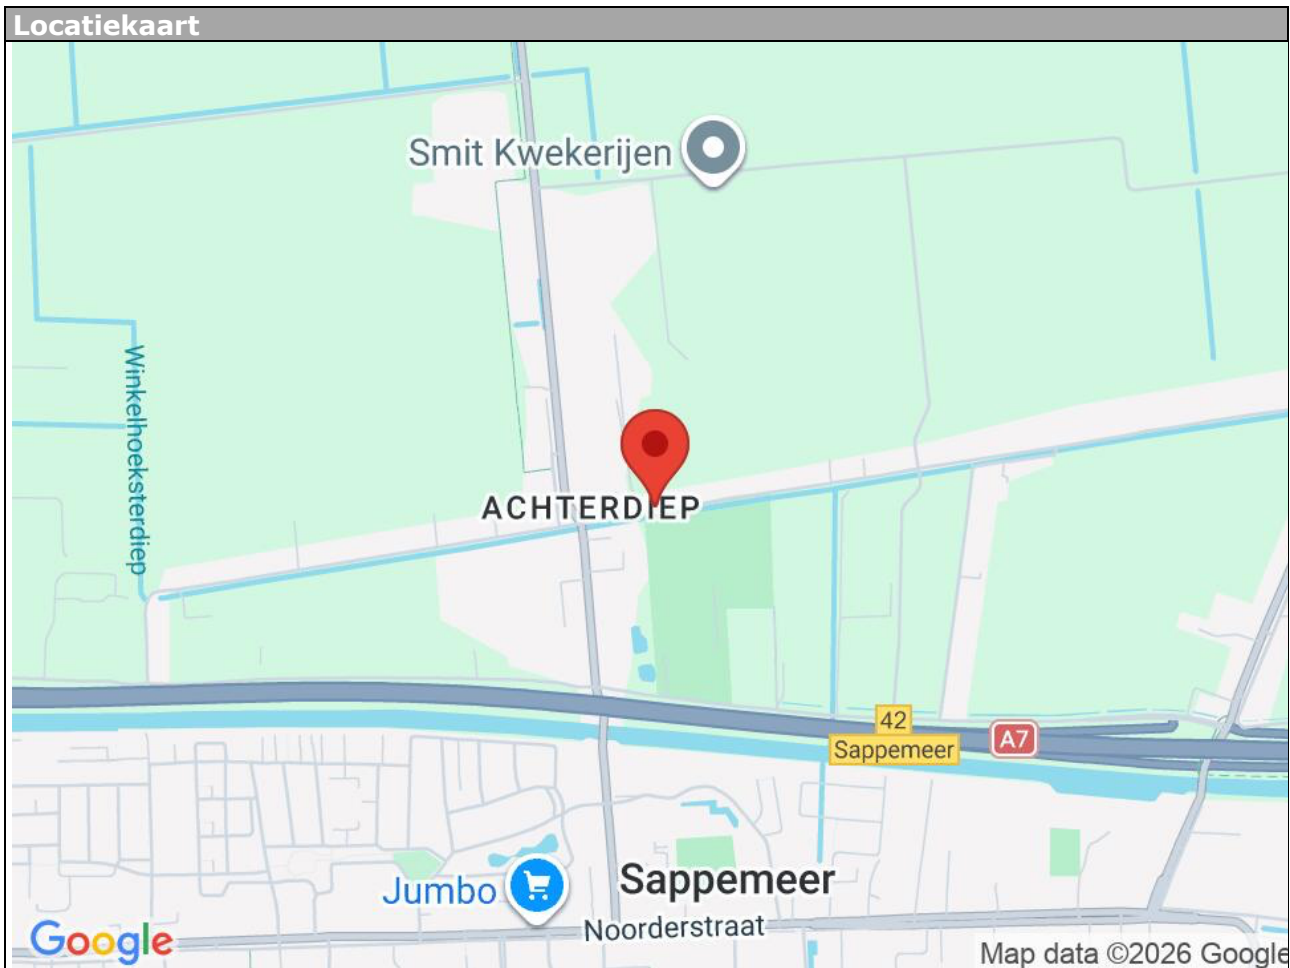 Locatiekaart
Smit Kwekerijen
Winkelhoeksterdiep
ACHTERDIEP
42
Sappemeer
A7
Jumbo
Sappemeer
Noorderstraat
Google
Map data ©2026 Google